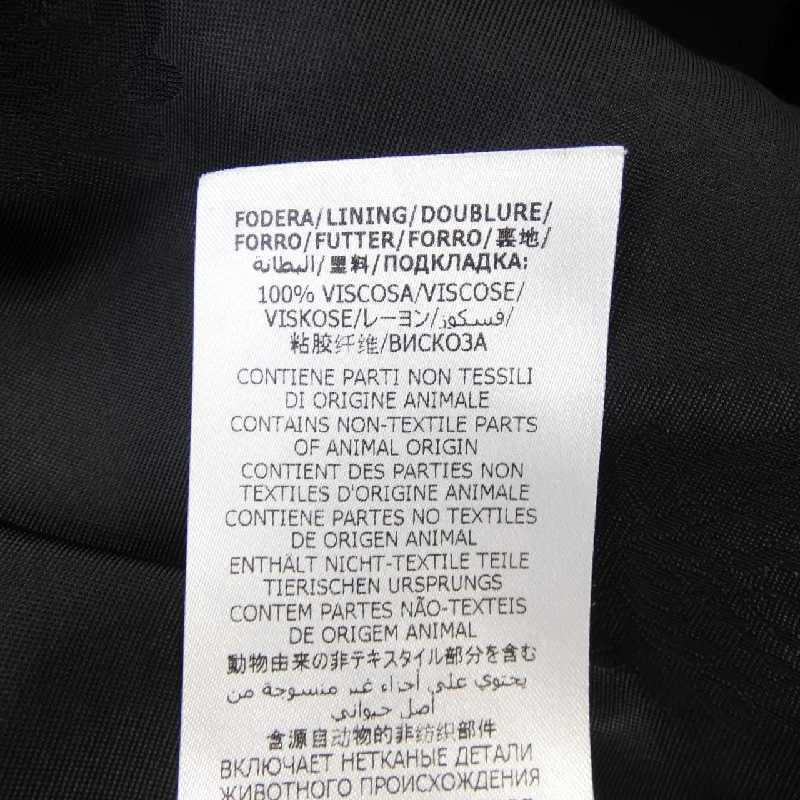 FODERA/LINING/DOUBLURE/
FORRO/FUTTER/FORRO/裏地/
البطانة/里料/ПОДКЛАДКА:
100% VISCOSA/VISCOSE/
VISKOSE/レーヨン/فسكوز/
粘胶纤维/ВИСКОЗА
CONTIENE PARTI NON TESSILI
DI ORIGINE ANIMALE
CONTAINS NON-TEXTILE PARTS
OF ANIMAL ORIGIN
CONTIENT DES PARTIES NON
TEXTILES D'ORIGINE ANIMALE
CONTIENE PARTES NO TEXTILES
DE ORIGEN ANIMAL
ENTHÄLT NICHT-TEXTILE TEILE
TIERISCHEN URSPRUNGS
CONTEM PARTES NÃO-TEXTEIS
DE ORIGEM ANIMAL
動物由来の非テキスタイル部分を含む
يحتوي على أجزاء غير منسوجة من
أصل حيواني
含源自动物的非纺织部件
ВКЛЮЧАЕТ НЕТКАНЫЕ ДЕТАЛИ
ЖИВОТНОГО ПРОИСХОЖДЕНИЯ